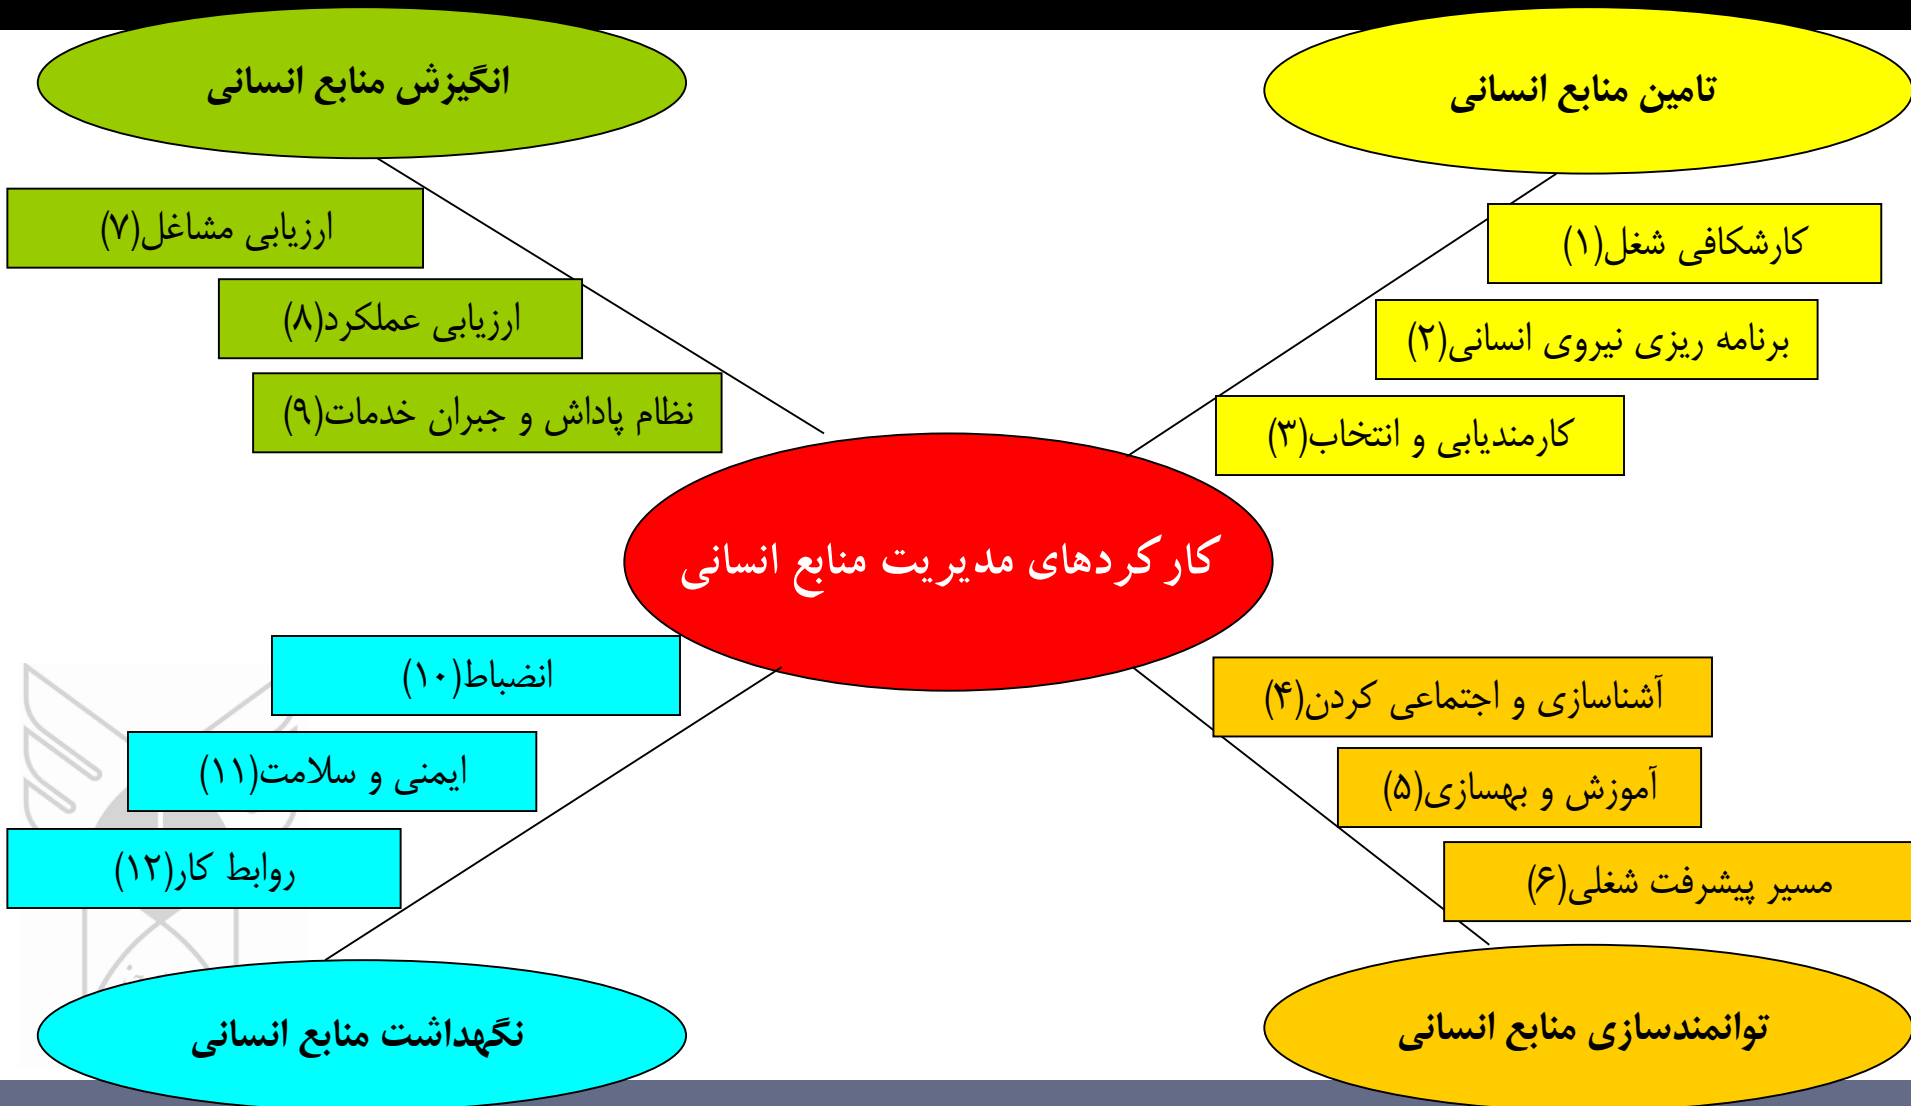 تامین منابع انسانی
کارشکافی شغل(۱)
برنامه ریزی نیروی انسانی(۲)
کارمندیابی و انتخاب(۳)
انگیزش منابع انسانی
ارزیابی مشاغل(۷)
ارزیابی عملکرد(۸)
نظام پاداش و جبران خدمات(۹)
کارکردهای مدیریت منابع انسانی
آشناسازی و اجتماعی کردن(۴)
آموزش و بهسازی(۵)
مسیر پیشرفت شغلی(۶)
توانمندسازی منابع انسانی
انضباط(۱۰)
ایمنی و سلامت(۱۱)
روابط کار(۱۲)
نگهداشت منابع انسانی